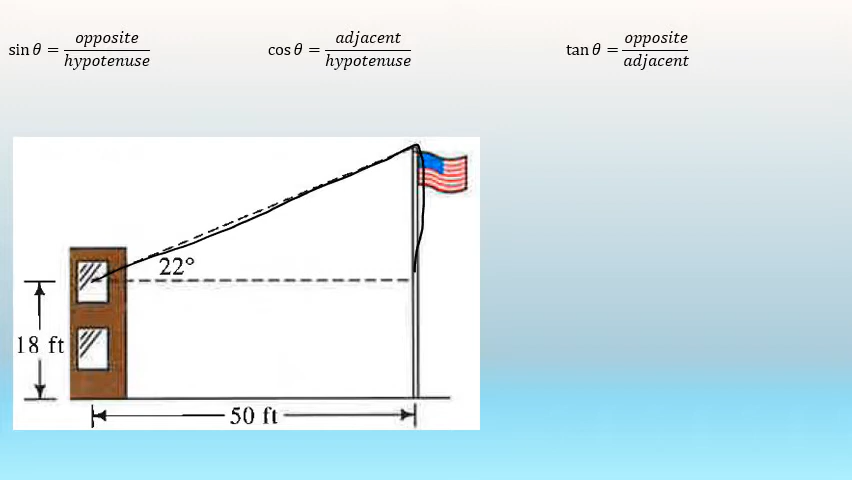 sin θ = opposite/hypotenuse
cos θ = adjacent/hypotenuse
tan θ = opposite/adjacent
22°
18 ft
50 ft